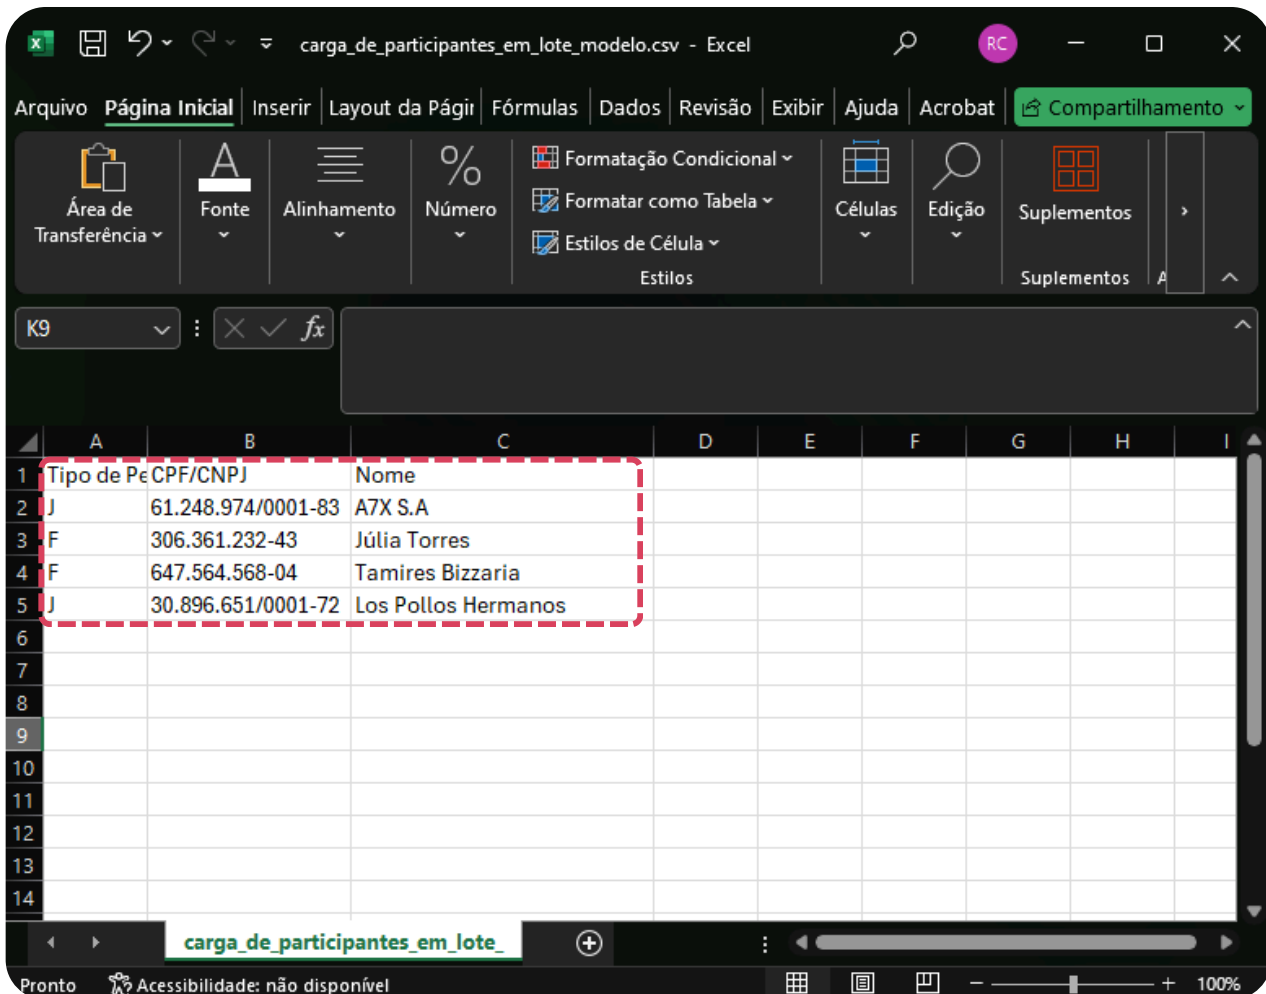 carga_de_participantes_em_lote_modelo.csv - Excel
RC
Arquivo Página Inicial Inserir Layout da Págir Fórmulas Dados Revisão Exibir Ajuda Acrobat Compartilhamento
Área de Transferência
Fonte
Alinhamento
% Número
Formatação Condicional
Formatar como Tabela
Estilos de Célula
Estilos
Células
Edição
Suplementos
Suplementos
A
K9
fx
A B C D E F G H I
1 Tipo de Pe CPF/CNPJ Nome
2 J 61.248.974/0001-83 A7X S.A
3 F 306.361.232-43 Júlia Torres
4 F 647.564.568-04 Tamires Bizzaria
5 J 30.896.651/0001-72 Los Pollos Hermanos
6
7
8
9
10
11
12
13
14
carga_de_participantes_em_lote_
Pronto Acessibilidade: não disponível 100%